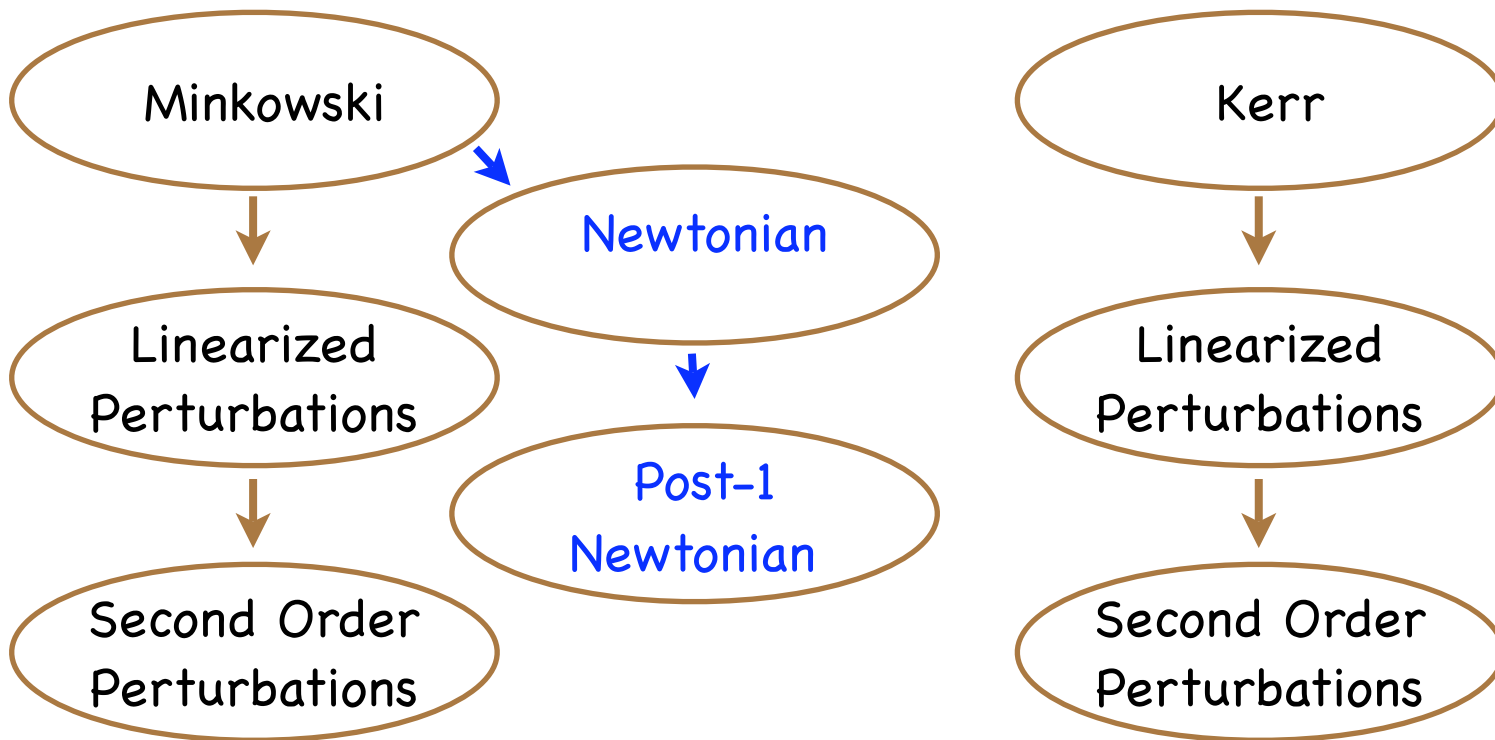 Minkowski
Linearized
Perturbations
Second Order
Perturbations
Newtonian
Post-1
Newtonian
Kerr
Linearized
Perturbations
Second Order
Perturbations